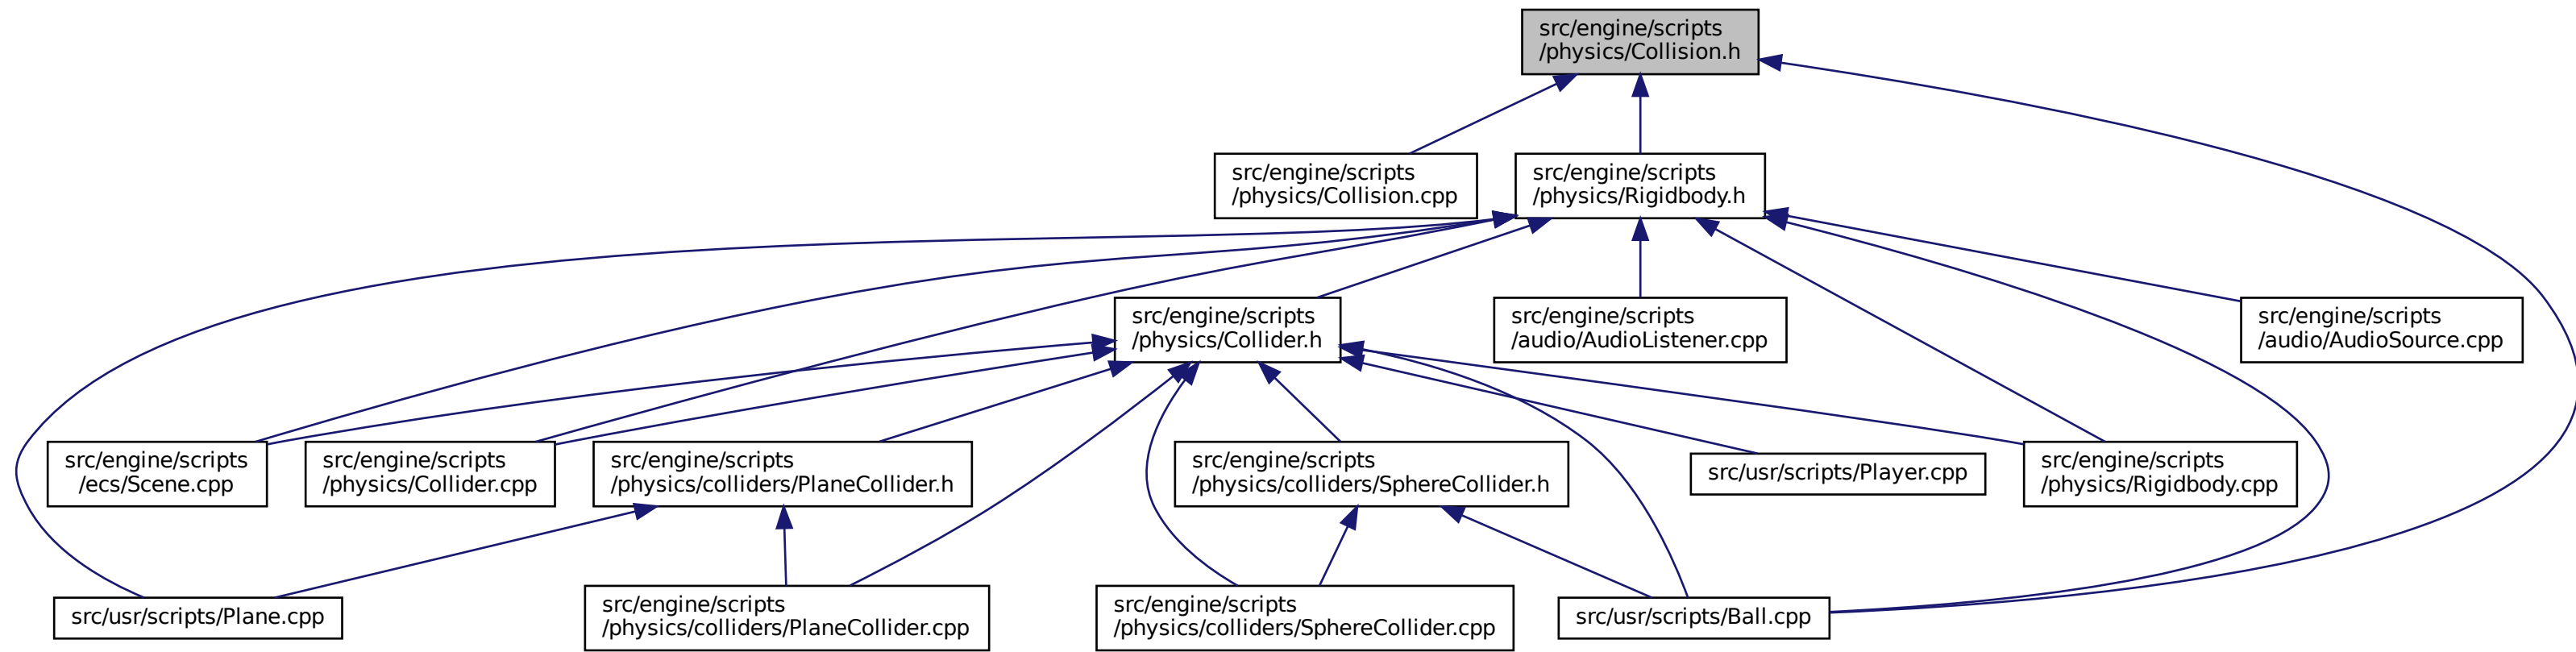 src/engine/scripts
/physics/Collision.h
src/engine/scripts
/physics/Collision.cpp
src/engine/scripts
/physics/Rigidbody.h
src/engine/scripts
/physics/Collider.h
src/engine/scripts
/audio/AudioListener.cpp
src/engine/scripts
/audio/AudioSource.cpp
src/engine/scripts
/ecs/Scene.cpp
src/engine/scripts
/physics/Collider.cpp
src/engine/scripts
/physics/colliders/PlaneCollider.h
src/engine/scripts
/physics/colliders/SphereCollider.h
src/usr/scripts/Player.cpp
src/engine/scripts
/physics/Rigidbody.cpp
src/usr/scripts/Plane.cpp
src/engine/scripts
/physics/colliders/PlaneCollider.cpp
src/engine/scripts
/physics/colliders/SphereCollider.cpp
src/usr/scripts/Ball.cpp